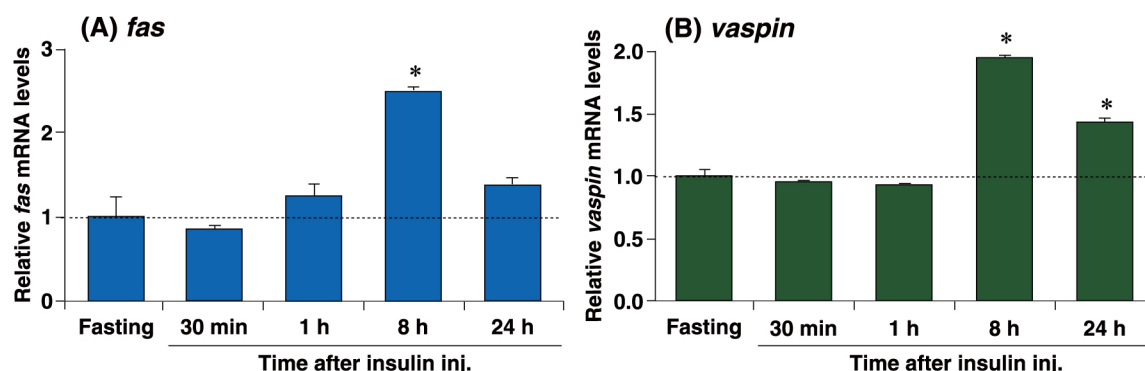 (A) fas
Relative fas mRNA levels
3
2
1
0
*
Fasting 30 min 1 h 8 h 24 h
Time after insulin inj.
(B) vaspin
Relative vaspin mRNA levels
2.0
1.5
1.0
0.5
0.0
*
*
Fasting 30 min 1 h 8 h 24 h
Time after insulin inj.